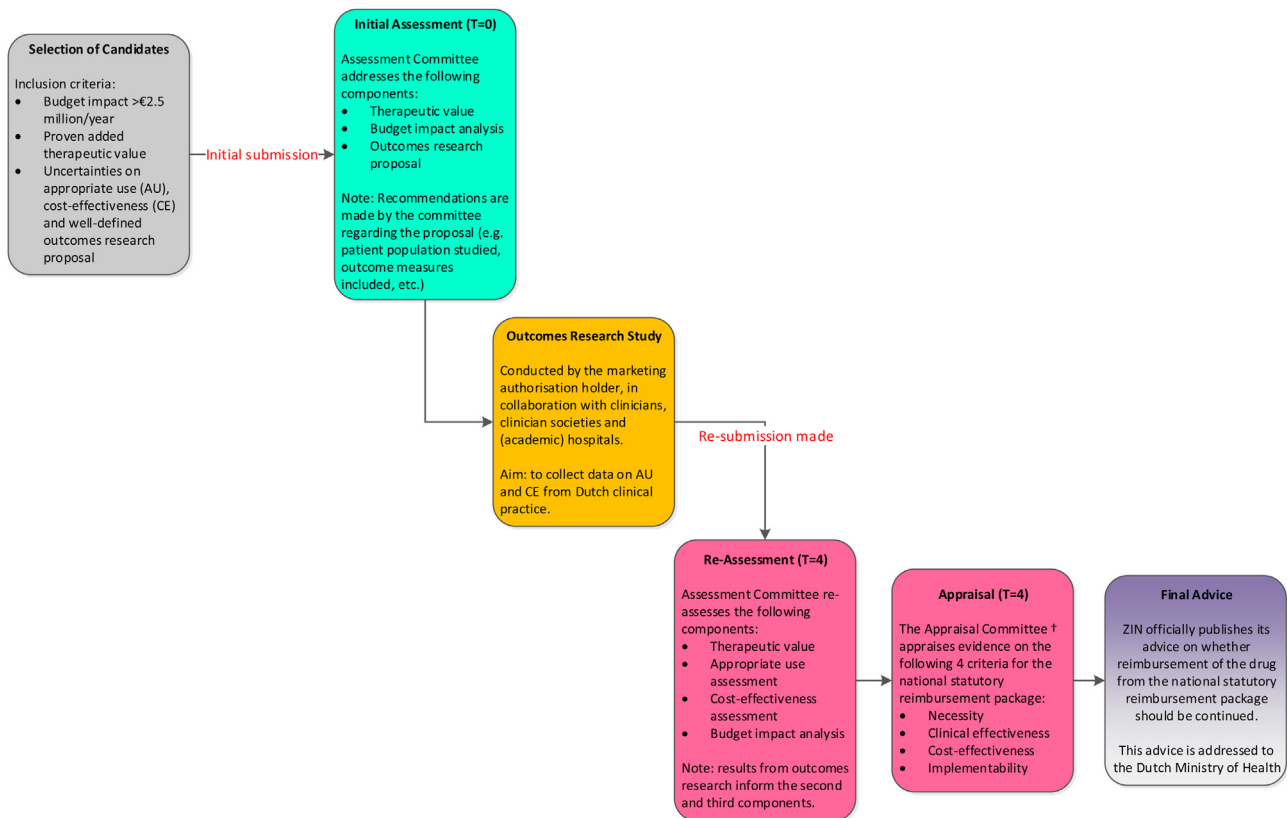 Selection of Candidates
Inclusion criteria:
• Budget impact >€2.5
million/year
• Proven added
therapeutic value
• Uncertainties on
appropriate use (AU),
cost-effectiveness (CE)
and well-defined
outcomes research
proposal
Initial submission
Initial Assessment (T=0)
Assessment Committee
addresses the following
components:
• Therapeutic value
• Budget impact analysis
• Outcomes research
proposal
Note: Recommendations are
made by the committee
regarding the proposal (e.g.
patient population studied,
outcome measures
included, etc.)
Outcomes Research Study
Conducted by the marketing
authorisation holder, in
collaboration with clinicians,
clinician societies and
(academic) hospitals.
Aim: to collect data on AU
and CE from Dutch clinical
practice.
Re-submission made
Re-Assessment (T=4)
Assessment Committee re-
assesses the following
components:
• Therapeutic value
• Appropriate use
assessment
• Cost-effectiveness
assessment
• Budget impact analysis
Note: results from outcomes
research inform the second
and third components.
Appraisal (T=4)
The Appraisal Committee †
appraises evidence on the
following 4 criteria for the
national statutory
reimbursement package:
• Necessity
• Clinical effectiveness
• Cost-effectiveness
• Implementability
Final Advice
ZIN officially publishes its
advice on whether
reimbursement of the drug
from the national statutory
reimbursement package
should be continued.
This advice is addressed to
the Dutch Ministry of Health